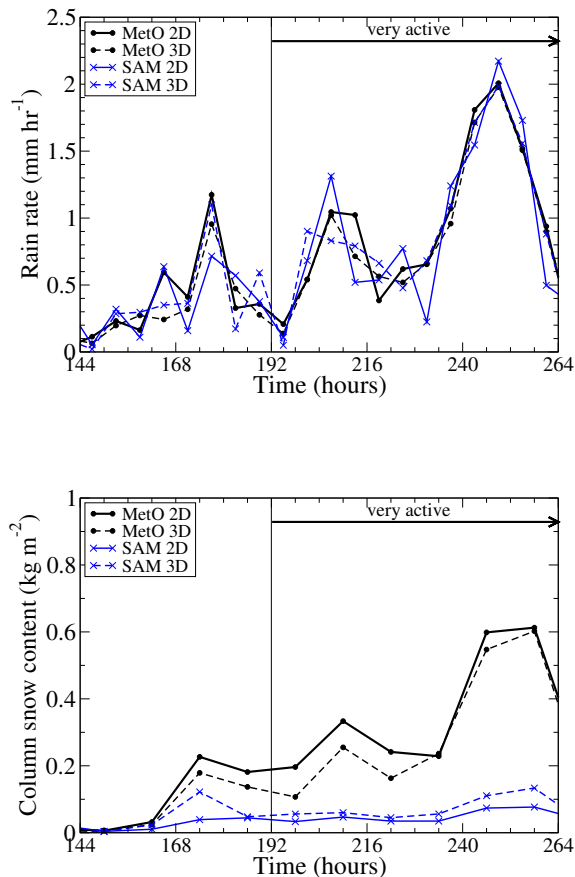 2.5
MetO 2D
very active
MetO 3D
2
SAM 2D
SAM 3D
1.5
Rain rate (mm hr-1)
1
0.5
0
144 168 192 216 240 264
Time (hours)
1
MetO 2D
very active
MetO 3D
SAM 2D
0.8
SAM 3D
0.6
Column snow content (kg m-2)
0.4
0.2
0
144 168 192 216 240 264
Time (hours)